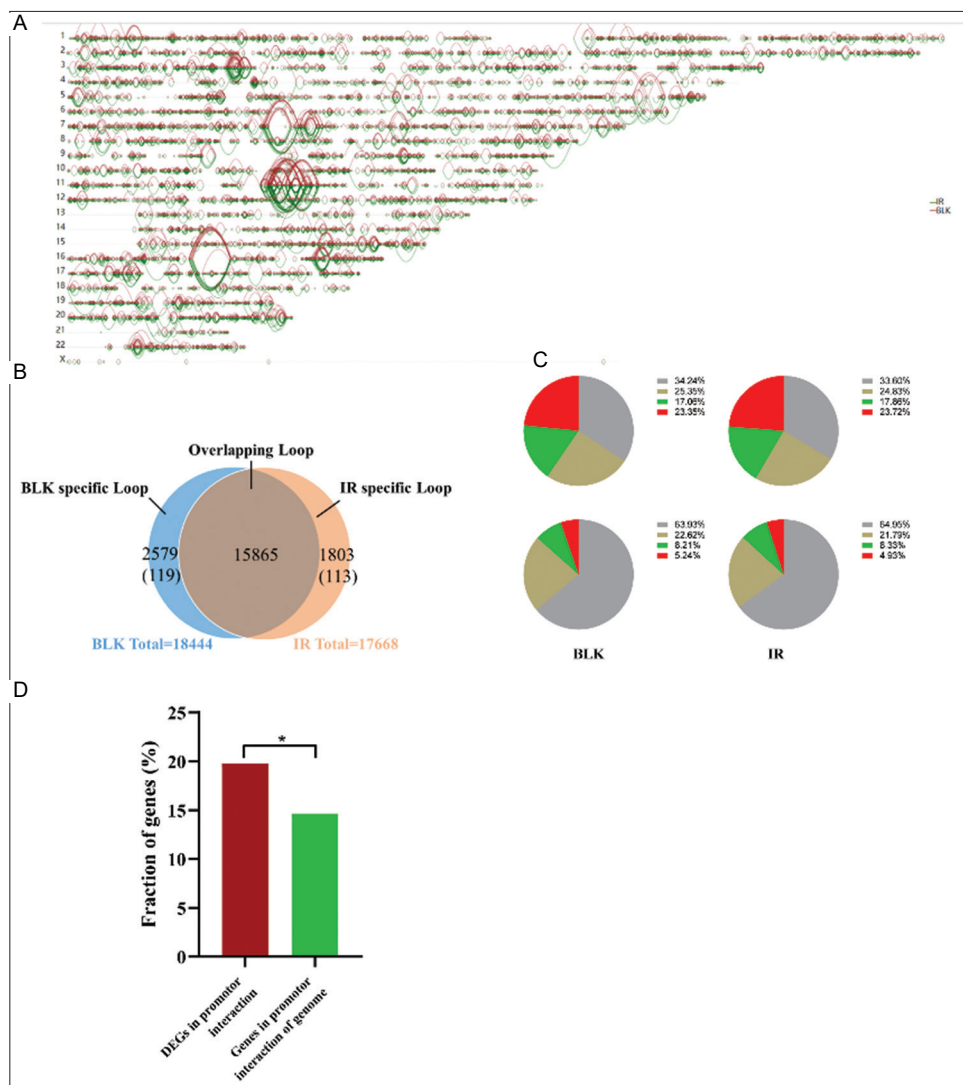 A
1
2
3
4
5
6
7
8
9
10
11
12
13
14
15
16
17
18
19
20
21
22
X
IR
BLK
B
Overlapping Loop
BLK specific Loop
IR specific Loop
2579
(119)
15865
1803
(113)
BLK Total=18444
IR Total=17668
C
34.24%
25.35%
17.06%
23.35%
33.60%
24.83%
17.86%
23.72%
63.93%
22.62%
8.21%
5.24%
64.95%
21.79%
8.33%
4.93%
BLK
IR
D
Fraction of genes (%)
25
20
15
10
5
0
*
DEGs in promotor
interaction
Genes in promotor
interaction of genome